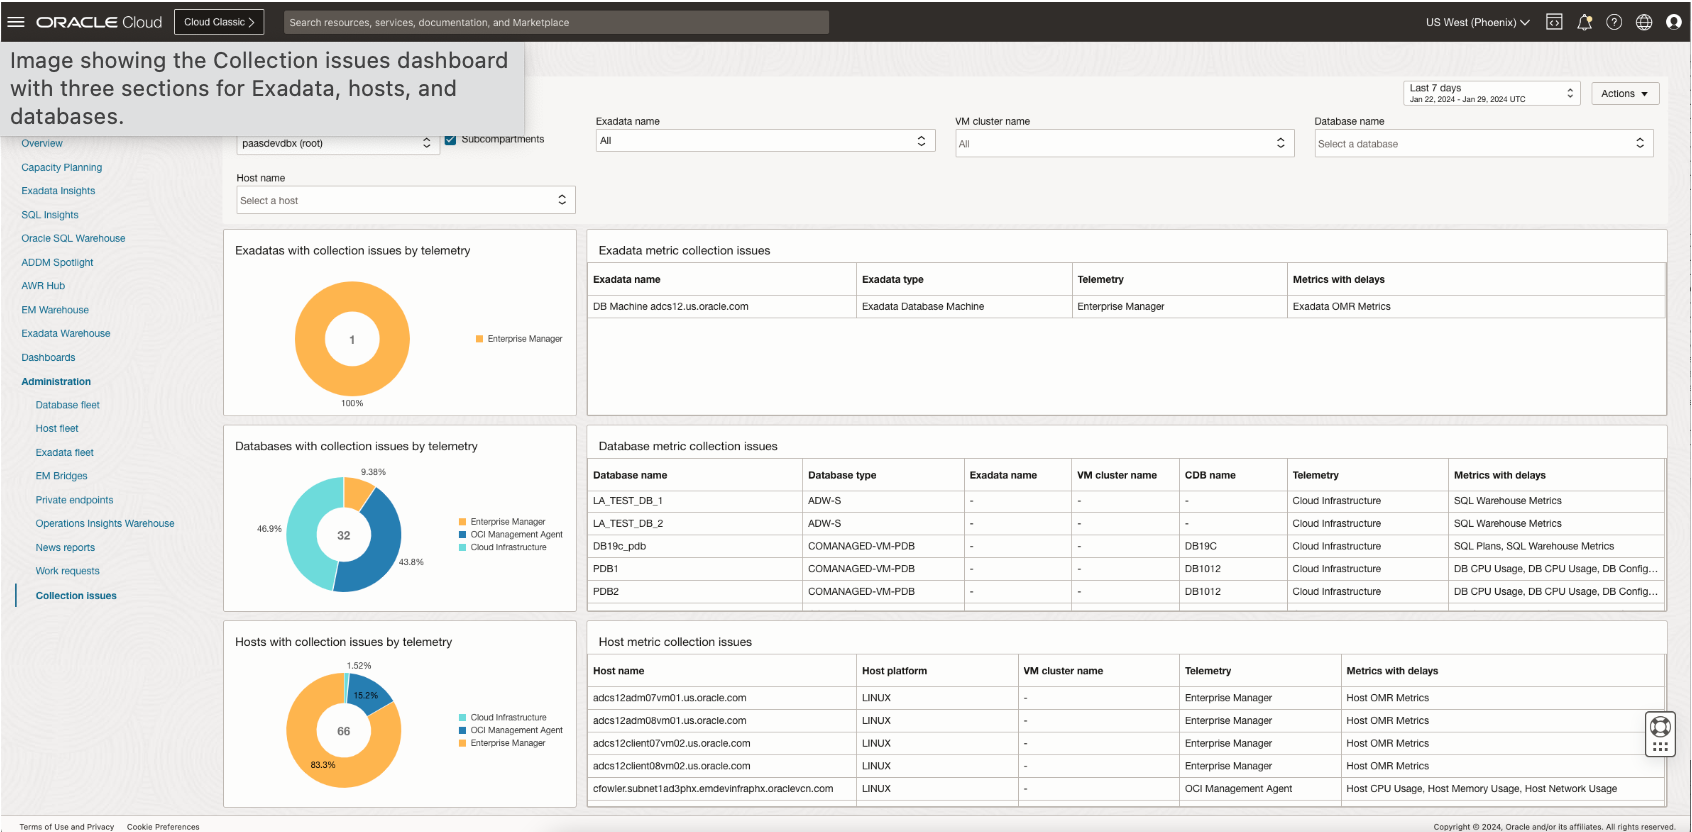 ORACLE Cloud
Cloud Classic
Search resources, services, documentation, and Marketplace
US West (Phoenix)
Image showing the Collection issues dashboard
with three sections for Exadata, hosts, and
databases.
Last 7 days
Jan 22, 2024 - Jan 29, 2024 UTC
Actions
paasdevdbx (root)
Subcompartments
Exadata name
All
VM cluster name
All
Database name
Select a database
Host name
Select a host
Overview
Capacity Planning
Exadata Insights
SQL Insights
Oracle SQL Warehouse
ADDM Spotlight
AWR Hub
EM Warehouse
Exadata Warehouse
Dashboards
Administration
Database fleet
Host fleet
Exadata fleet
EM Bridges
Private endpoints
Operations Insights Warehouse
News reports
Work requests
Collection issues
Exadatas with collection issues by telemetry
1
100%
Enterprise Manager
Exadata metric collection issues
Exadata name Exadata type Telemetry Metrics with delays
DB Machine adcs12.us.oracle.com Exadata Database Machine Enterprise Manager Exadata OMR Metrics
Databases with collection issues by telemetry
9.38%
46.9%
32
43.8%
Enterprise Manager
OCI Management Agent
Cloud Infrastructure
Database metric collection issues
Database name Database type Exadata name VM cluster name CDB name Telemetry Metrics with delays
LA_TEST_DB_1 ADW-S - - - Cloud Infrastructure SQL Warehouse Metrics
LA_TEST_DB_2 ADW-S - - - Cloud Infrastructure SQL Warehouse Metrics
DB19c_pdb COMANAGED-VM-PDB - - DB19C Cloud Infrastructure SQL Plans, SQL Warehouse Metrics
PDB1 COMANAGED-VM-PDB - - DB1012 Cloud Infrastructure DB CPU Usage, DB CPU Usage, DB Config...
PDB2 COMANAGED-VM-PDB - - DB1012 Cloud Infrastructure DB CPU Usage, DB CPU Usage, DB Config...
Hosts with collection issues by telemetry
1.52%
15.2%
66
83.3%
Cloud Infrastructure
OCI Management Agent
Enterprise Manager
Host metric collection issues
Host name Host platform VM cluster name Telemetry Metrics with delays
adcs12adm07vm01.us.oracle.com LINUX - Enterprise Manager Host OMR Metrics
adcs12adm08vm01.us.oracle.com LINUX - Enterprise Manager Host OMR Metrics
adcs12client07vm02.us.oracle.com LINUX - Enterprise Manager Host OMR Metrics
adcs12client08vm02.us.oracle.com LINUX - Enterprise Manager Host OMR Metrics
cfowler.subnet1ad3phx.emdevinfraphx.oraclevcn.com LINUX - OCI Management Agent Host CPU Usage, Host Memory Usage, Host Network Usage
Terms of Use and Privacy Cookie Preferences
Copyright © 2024, Oracle and/or its affiliates. All rights reserved.